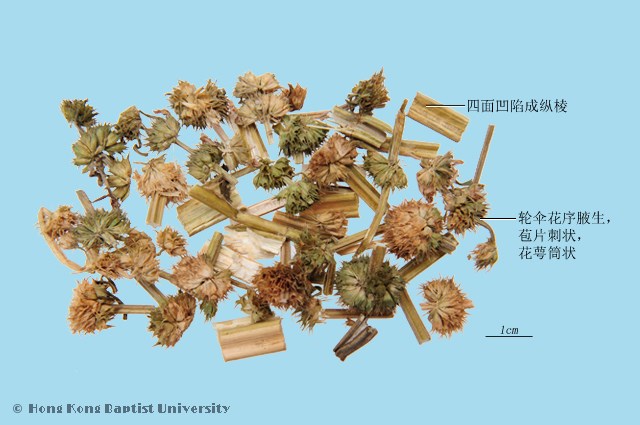 四面凹陷成纵棱
轮伞花序腋生，
苞片刺状，
花萼筒状
1cm
© Hong Kong Baptist University